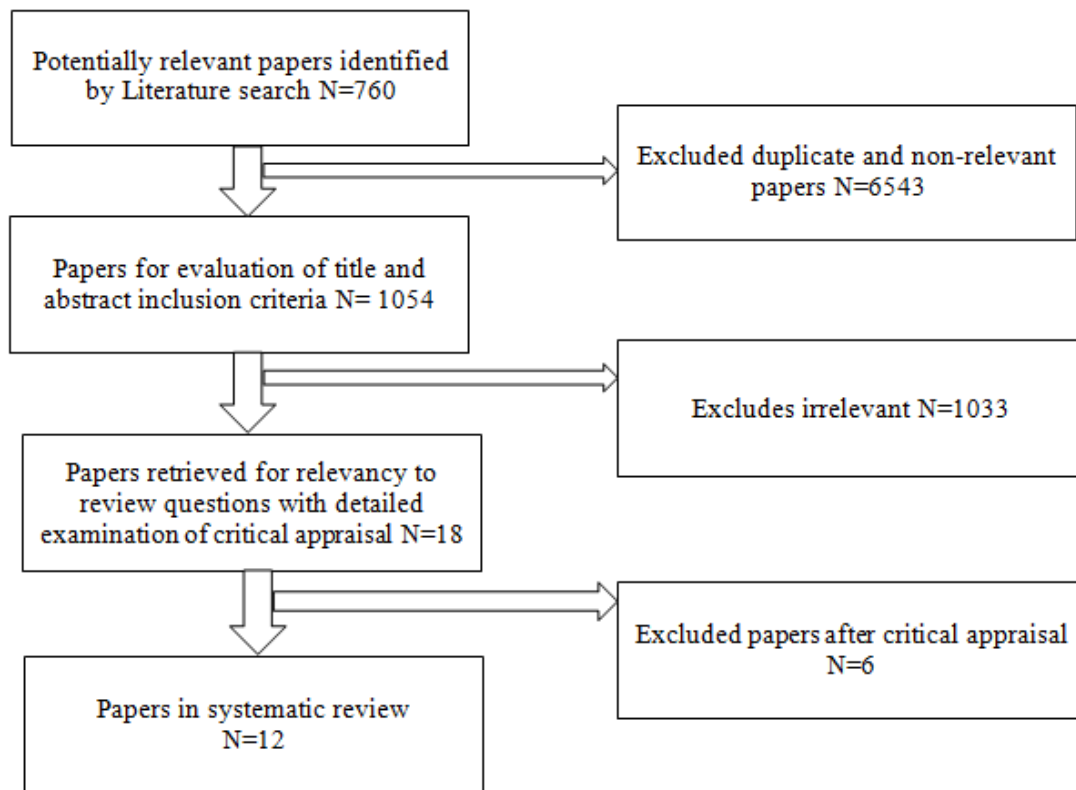 Potentially relevant papers identified
by Literature search N=760
Excluded duplicate and non-relevant
papers N=6543
Papers for evaluation of title and
abstract inclusion criteria N= 1054
Excludes irrelevant N=1033
Papers retrieved for relevancy to
review questions with detailed
examination of critical appraisal N=18
Excluded papers after critical appraisal
N=6
Papers in systematic review
N=12